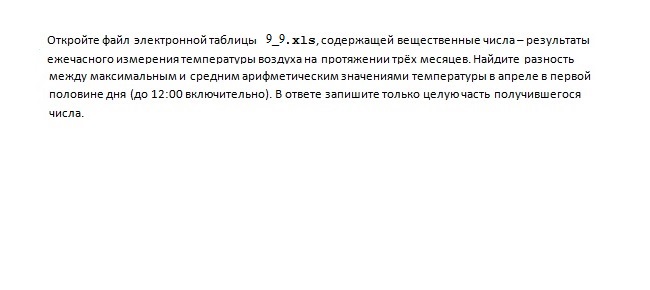 Откройте файл электронной таблицы 9_9.xls, содержащей вещественные числа – результаты
ежечасного измерения температуры воздуха на протяжении трёх месяцев. Найдите разность
между максимальным и средним арифметическим значениями температуры в апреле в первой
половине дня (до 12:00 включительно). В ответе запишите только целую часть получившегося
числа.